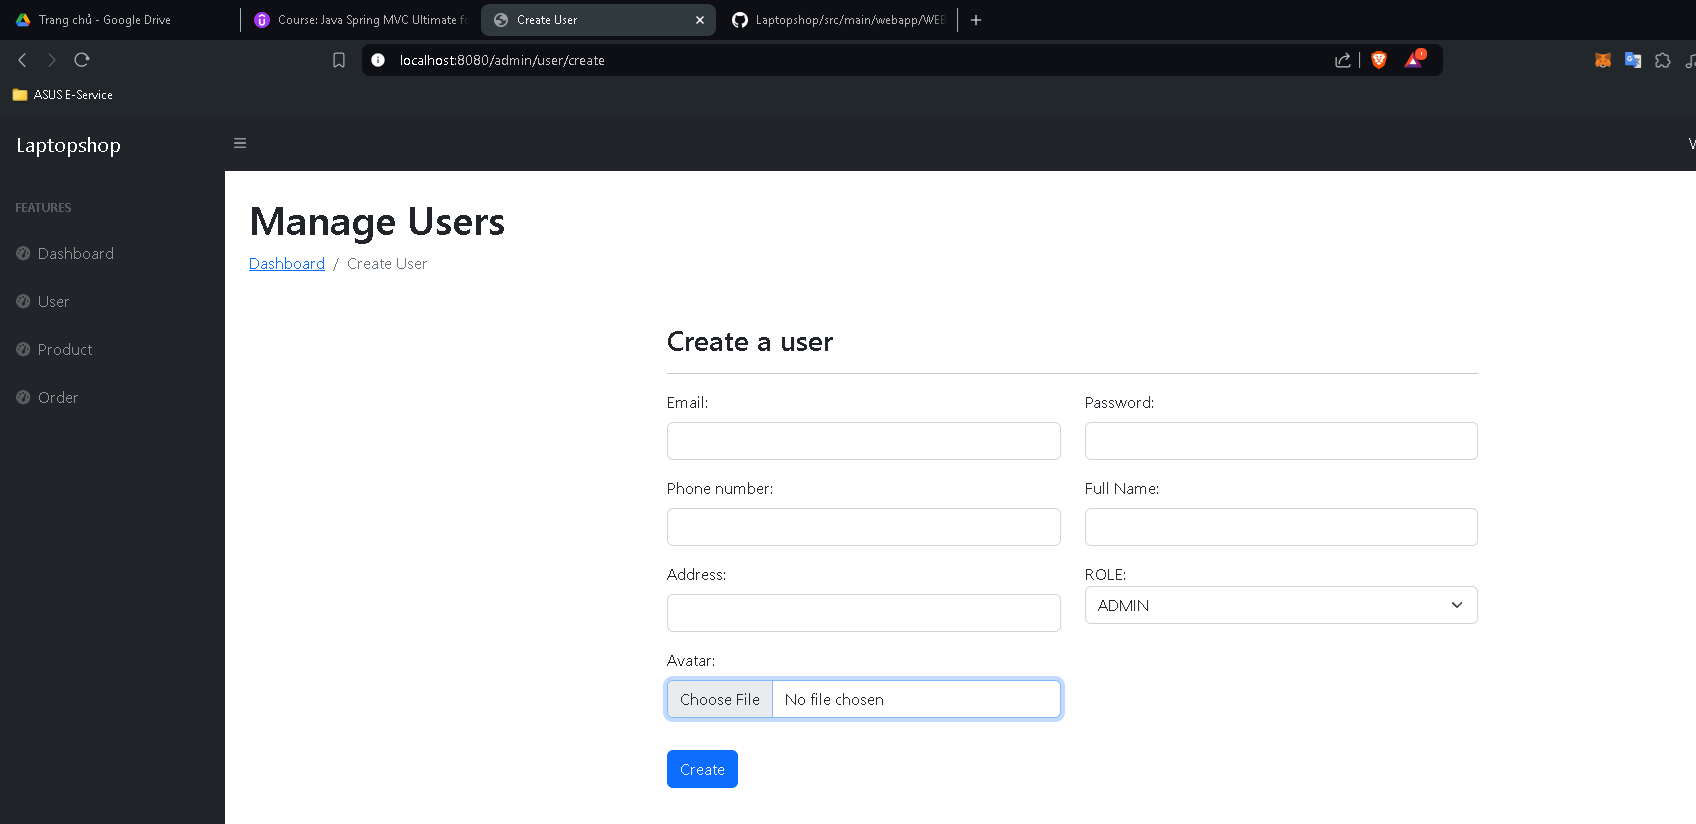 Trang chủ - Google Drive
Course: Java Spring MVC Ultimate fo
Create User
Laptopshop/src/main/webapp/WEB
localhost:8080/admin/user/create
ASUS E-Service
Laptopshop
FEATURES
Dashboard
User
Product
Order
Manage Users
Dashboard / Create User
Create a user
Email:
Password:
Phone number:
Full Name:
Address:
ROLE:
ADMIN
Avatar:
Choose File No file chosen
Create